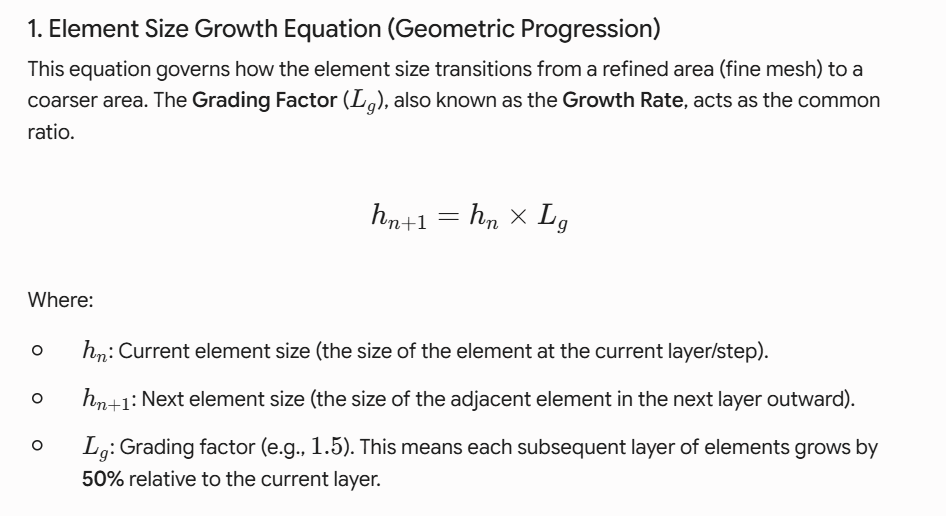 1. Element Size Growth Equation (Geometric Progression)
This equation governs how the element size transitions from a refined area (fine mesh) to a
coarser area. The Grading Factor (L_g), also known as the Growth Rate, acts as the common
ratio.
h_{n+1} = h_n × L_g
Where:
○ h_n: Current element size (the size of the element at the current layer/step).
○ h_{n+1}: Next element size (the size of the adjacent element in the next layer outward).
○ L_g: Grading factor (e.g., 1.5). This means each subsequent layer of elements grows by
50% relative to the current layer.